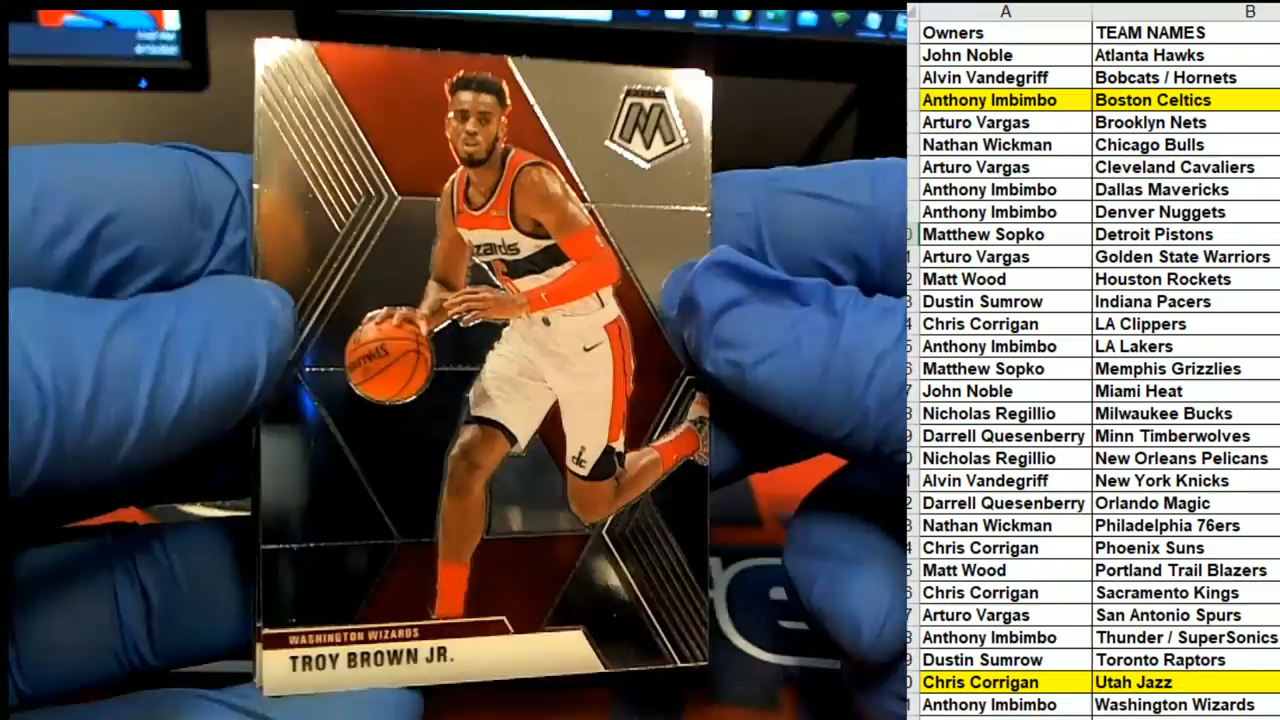 A B
Owners TEAM NAMES
John Noble Atlanta Hawks
Alvin Vandegriff Bobcats / Hornets
Anthony Imbimbo Boston Celtics
Arturo Vargas Brooklyn Nets
Nathan Wickman Chicago Bulls
Arturo Vargas Cleveland Cavaliers
Anthony Imbimbo Dallas Mavericks
Anthony Imbimbo Denver Nuggets
Matthew Sopko Detroit Pistons
Arturo Vargas Golden State Warriors
Matt Wood Houston Rockets
Dustin Sumrow Indiana Pacers
Chris Corrigan LA Clippers
Anthony Imbimbo LA Lakers
Matthew Sopko Memphis Grizzlies
John Noble Miami Heat
Nicholas Regillio Milwaukee Bucks
Darrell Quesenberry Minn Timberwolves
Nicholas Regillio New Orleans Pelicans
Alvin Vandegriff New York Knicks
Darrell Quesenberry Orlando Magic
Nathan Wickman Philadelphia 76ers
Chris Corrigan Phoenix Suns
Matt Wood Portland Trail Blazers
Chris Corrigan Sacramento Kings
Arturo Vargas San Antonio Spurs
Anthony Imbimbo Thunder / SuperSonics
Dustin Sumrow Toronto Raptors
Chris Corrigan Utah Jazz
Anthony Imbimbo Washington Wizards
M
izards
dc
WASHINGTON WIZARDS
TROY BROWN JR.